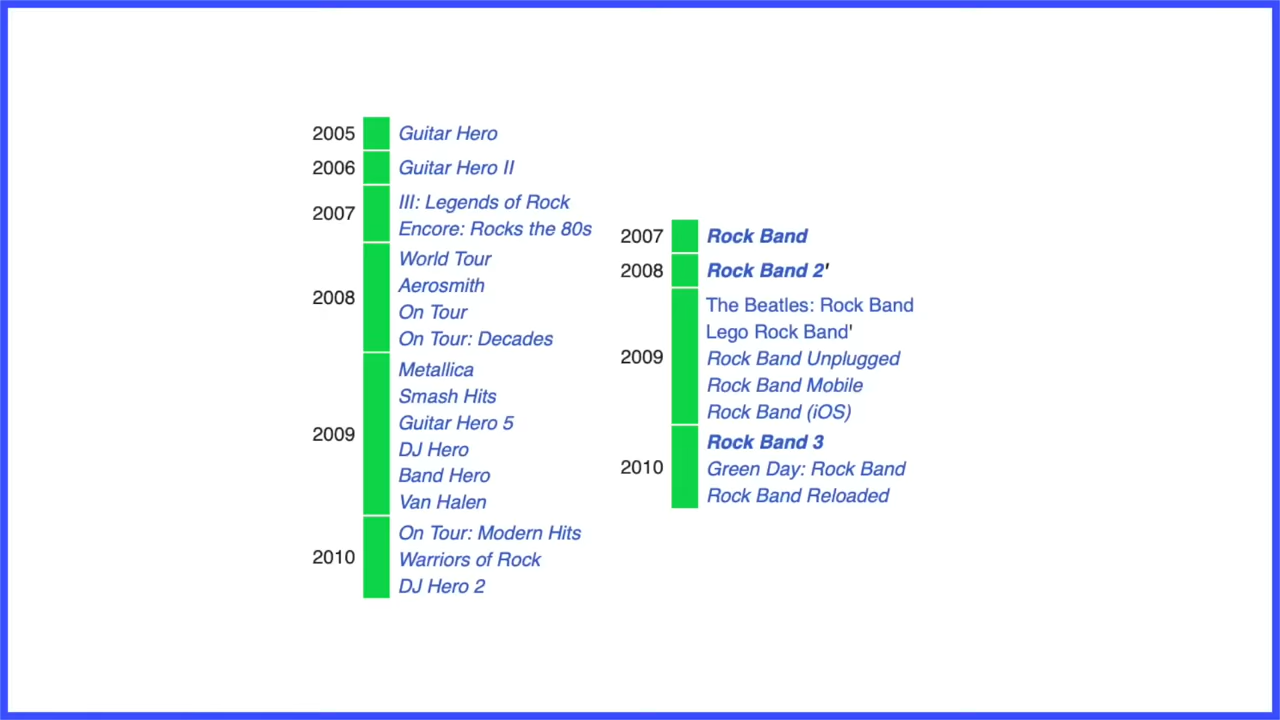 2005 Guitar Hero
2006 Guitar Hero II
2007
III: Legends of Rock
Encore: Rocks the 80s
2008
World Tour
Aerosmith
On Tour
On Tour: Decades
2009
Metallica
Smash Hits
Guitar Hero 5
DJ Hero
Band Hero
Van Halen
2010
On Tour: Modern Hits
Warriors of Rock
DJ Hero 2
2007 Rock Band
2008 Rock Band 2'
2009
The Beatles: Rock Band
Lego Rock Band'
Rock Band Unplugged
Rock Band Mobile
Rock Band (iOS)
2010
Rock Band 3
Green Day: Rock Band
Rock Band Reloaded